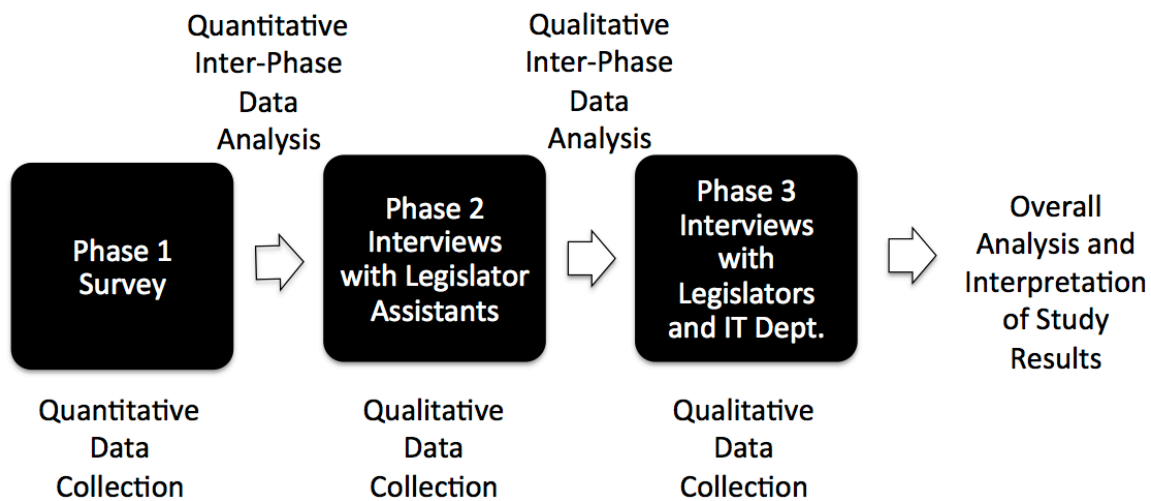 Quantitative
Inter-Phase
Data
Analysis
Qualitative
Inter-Phase
Data
Analysis
Phase 1
Survey
Phase 2
Interviews
with Legislator
Assistants
Phase 3
Interviews
with
Legislators
and IT Dept.
Overall
Analysis and
Interpretation
of Study
Results
Quantitative
Data
Collection
Qualitative
Data
Collection
Qualitative
Data
Collection